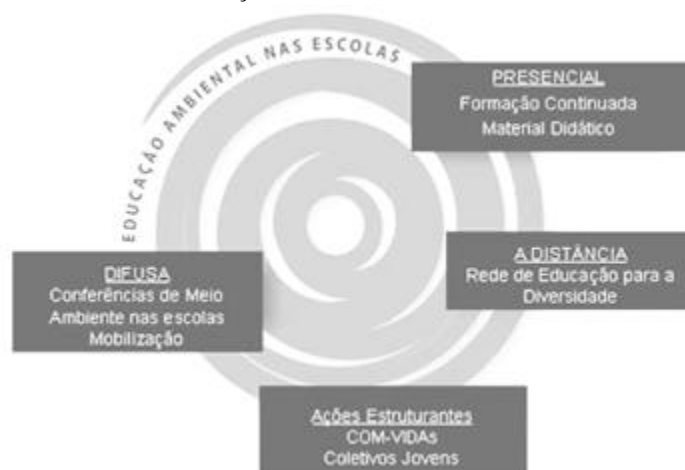 EDUCAÇÃO AMBIENTAL NAS ESCOLAS
PRESENCIAL
Formação Continuada
Material Didático
A DISTÂNCIA
Rede de Educação para a
Diversidade
DIFUSA
Conferências de Meio
Ambiente nas escolas
Mobilização
Ações Estruturantes
COM-VIDAs
Coletivos Jovens